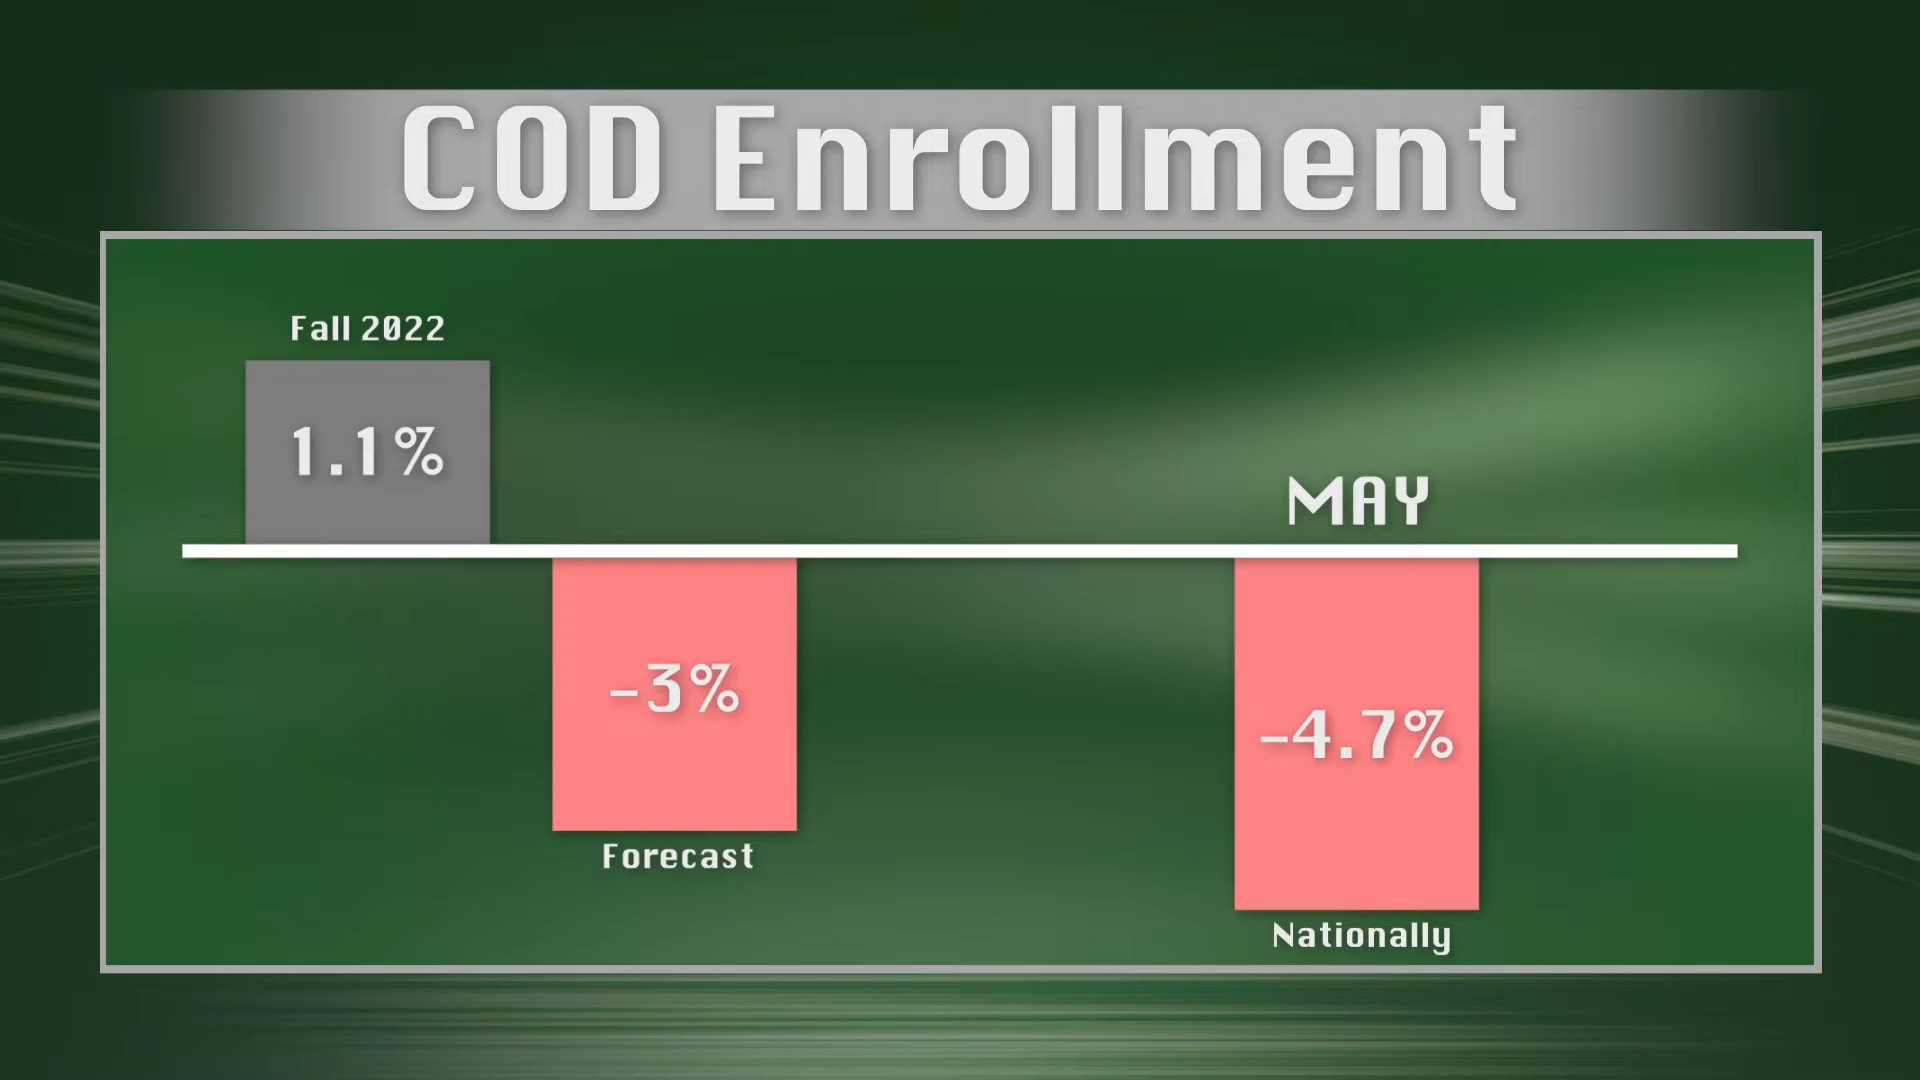 COD Enrollment
Fall 2022
1.1%
MAY
-3%
-4.7%
Forecast
Nationally